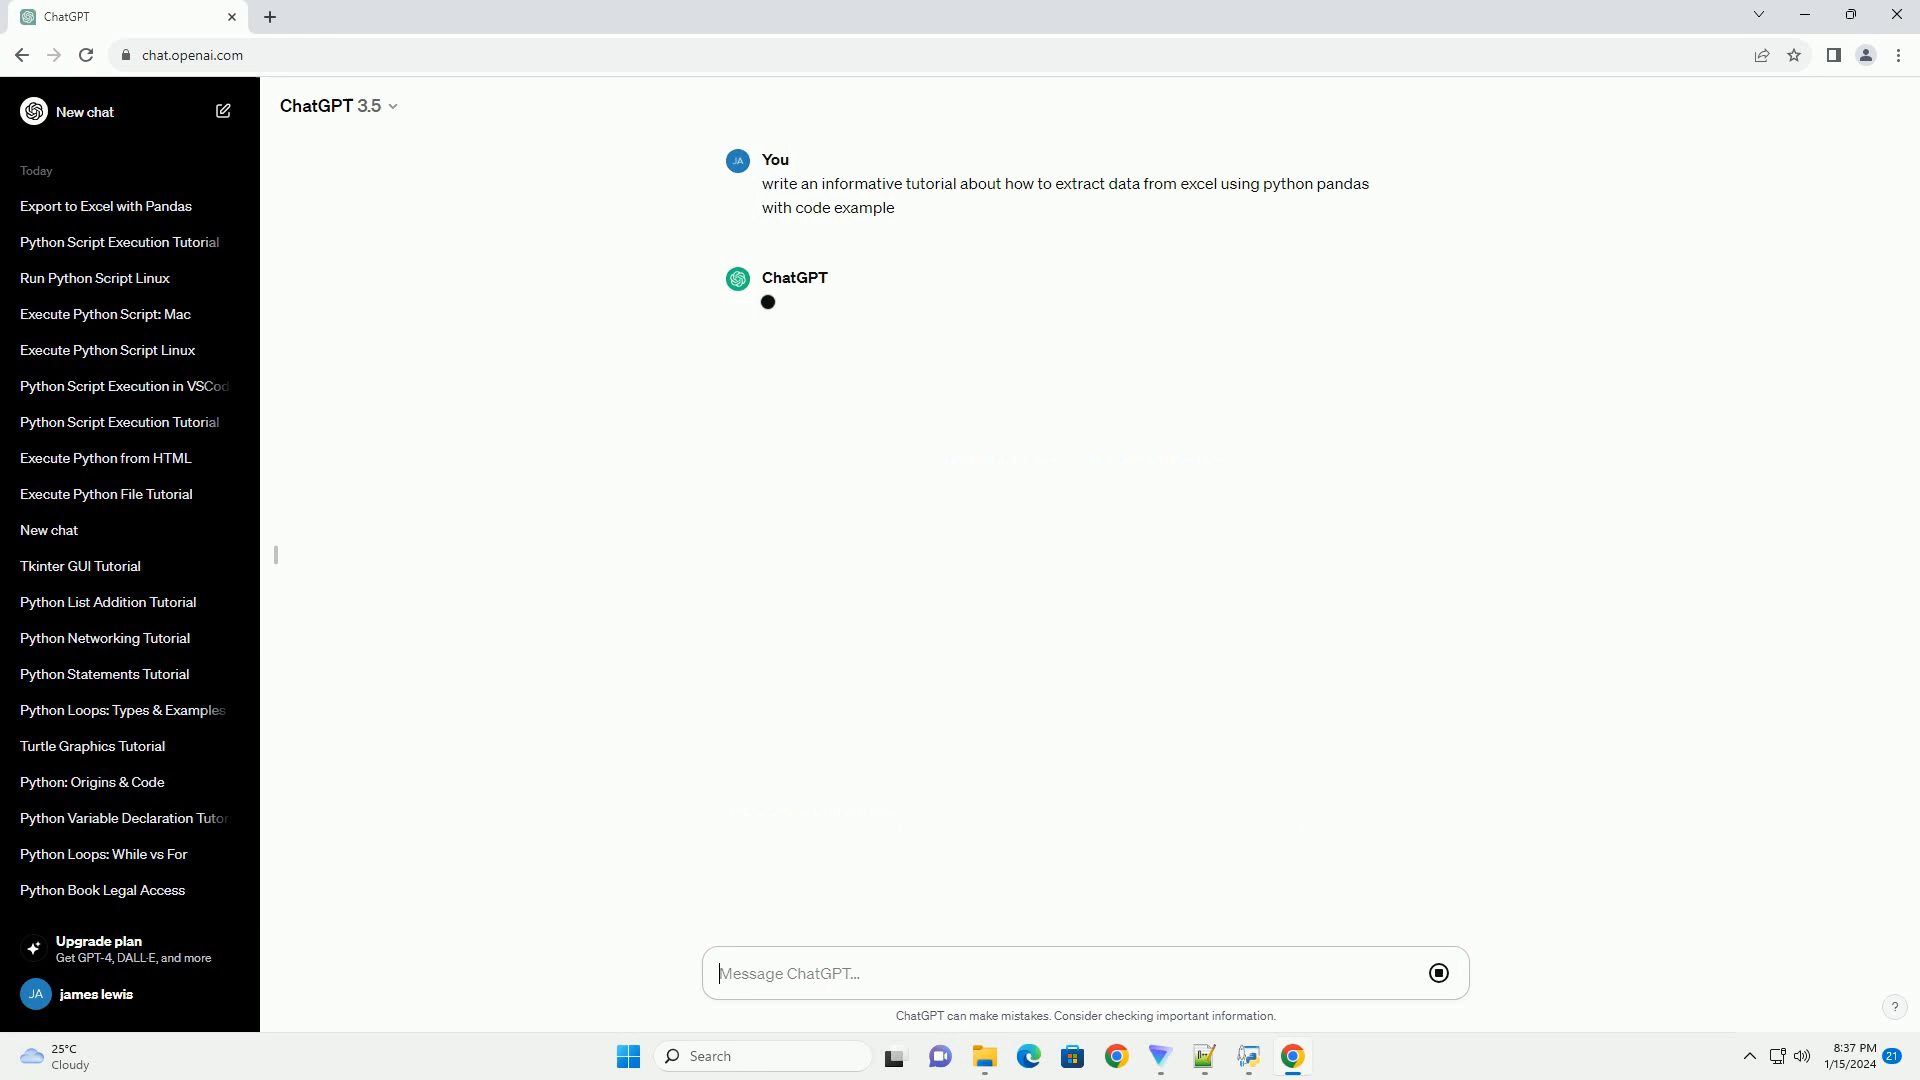 ChatGPT
chat.openai.com
New chat
Today
Export to Excel with Pandas
Python Script Execution Tutorial
Run Python Script Linux
Execute Python Script: Mac
Execute Python Script Linux
Python Script Execution in VSCod
Python Script Execution Tutorial
Execute Python from HTML
Execute Python File Tutorial
New chat
Tkinter GUI Tutorial
Python List Addition Tutorial
Python Networking Tutorial
Python Statements Tutorial
Python Loops: Types & Examples
Turtle Graphics Tutorial
Python: Origins & Code
Python Variable Declaration Tutor
Python Loops: While vs For
Python Book Legal Access
Upgrade plan
Get GPT-4, DALL·E, and more
JA james lewis
ChatGPT 3.5
JA You
write an informative tutorial about how to extract data from excel using python pandas
with code example
ChatGPT
Message ChatGPT...
ChatGPT can make mistakes. Consider checking important information.
?
25°C
Cloudy
Search
8:37 PM
1/15/2024
21